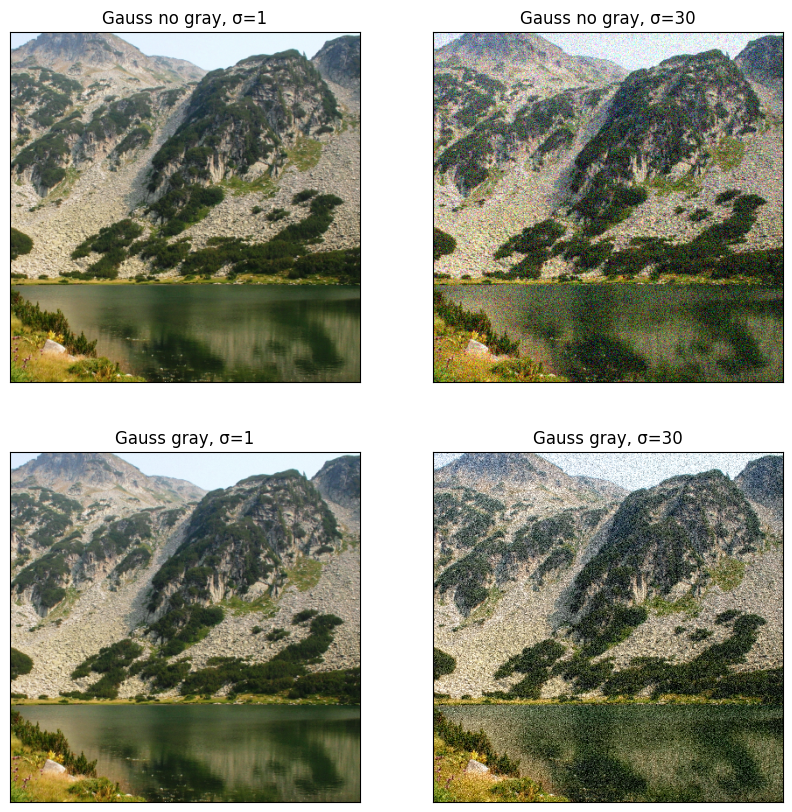 Gauss no gray, σ=1
Gauss no gray, σ=30
Gauss gray, σ=1
Gauss gray, σ=30